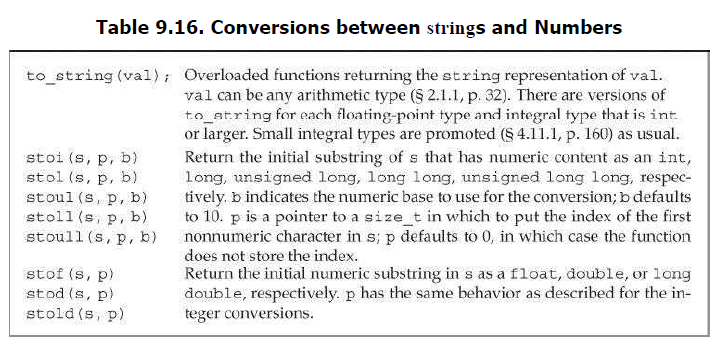 Table 9.16. Conversions between strings and Numbers
to_string(val); Overloaded functions returning the string representation of val.
val can be any arithmetic type (§ 2.1.1, p. 32). There are versions of
to_string for each floating-point type and integral type that is int
or larger. Small integral types are promoted (§ 4.11.1, p. 160) as usual.
stoi(s, p, b) Return the initial substring of s that has numeric content as an int,
stol(s, p, b) long, unsigned long, long long, unsigned long long, respec-
stoul(s, p, b) tively. b indicates the numeric base to use for the conversion; b defaults
stoll(s, p, b) to 10. p is a pointer to a size_t in which to put the index of the first
stoull(s, p, b) nonnumeric character in s; p defaults to 0, in which case the function
does not store the index.
stof(s, p) Return the initial numeric substring in s as a float, double, or long
stod(s, p) double, respectively. p has the same behavior as described for the in-
stold(s, p) teger conversions.